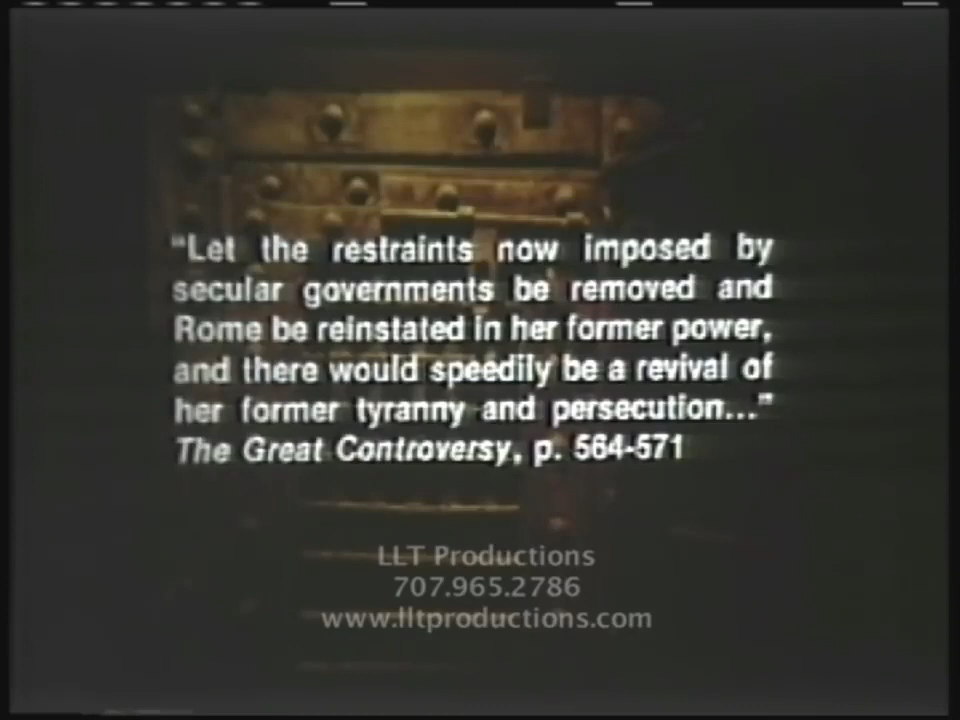 "Let the restraints now imposed by
secular governments be removed and
Rome be reinstated in her former power,
and there would speedily be a revival of
her former tyranny and persecution..."
The Great Controversy, p. 564-571
LLT Productions
707.965.2786
www.lltproductions.com